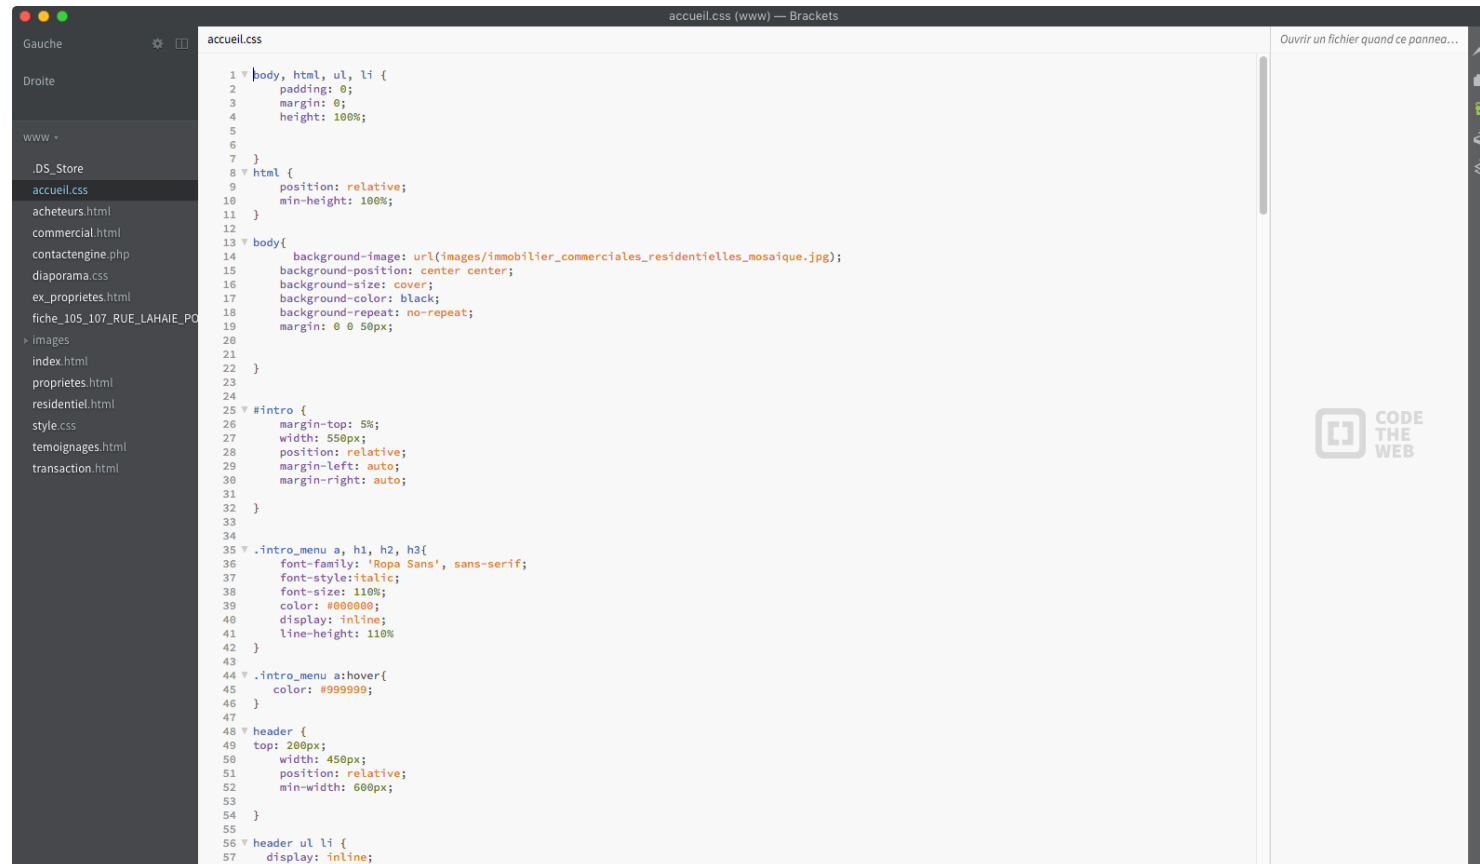 accueil.css (www) — Brackets
Gauche
Droite
www
.DS_Store
accueil.css
acheteurs.html
commercial.html
contactengine.php
diaporama.css
ex_proprietes.html
fiche_105_107_RUE_LAHAIE_PO
images
index.html
proprietes.html
residentiel.html
style.css
temoignages.html
transaction.html
accueil.css
1 body, html, ul, li {
2 padding: 0;
3 margin: 0;
4 height: 100%;
5
6
7 }
8 html {
9 position: relative;
10 min-height: 100%;
11 }
12
13 body{
14 background-image: url(images/immobilier_commerciales_residentielles_mosaique.jpg);
15 background-position: center center;
16 background-size: cover;
17 background-color: black;
18 background-repeat: no-repeat;
19 margin: 0 0 50px;
20
21
22 }
23
24
25 #intro {
26 margin-top: 5%;
27 width: 550px;
28 position: relative;
29 margin-left: auto;
30 margin-right: auto;
31
32 }
33
34
35 .intro_menu a, h1, h2, h3{
36 font-family: 'Ropa Sans', sans-serif;
37 font-style:italic;
38 font-size: 110%;
39 color: #000000;
40 display: inline;
41 line-height: 110%
42 }
43
44 .intro_menu a:hover{
45 color: #999999;
46 }
47
48 header {
49 top: 200px;
50 width: 450px;
51 position: relative;
52 min-width: 600px;
53
54 }
55
56 header ul li {
57 display: inline;
Ouvrir un fichier quand ce pannea…
CODE
THE
WEB